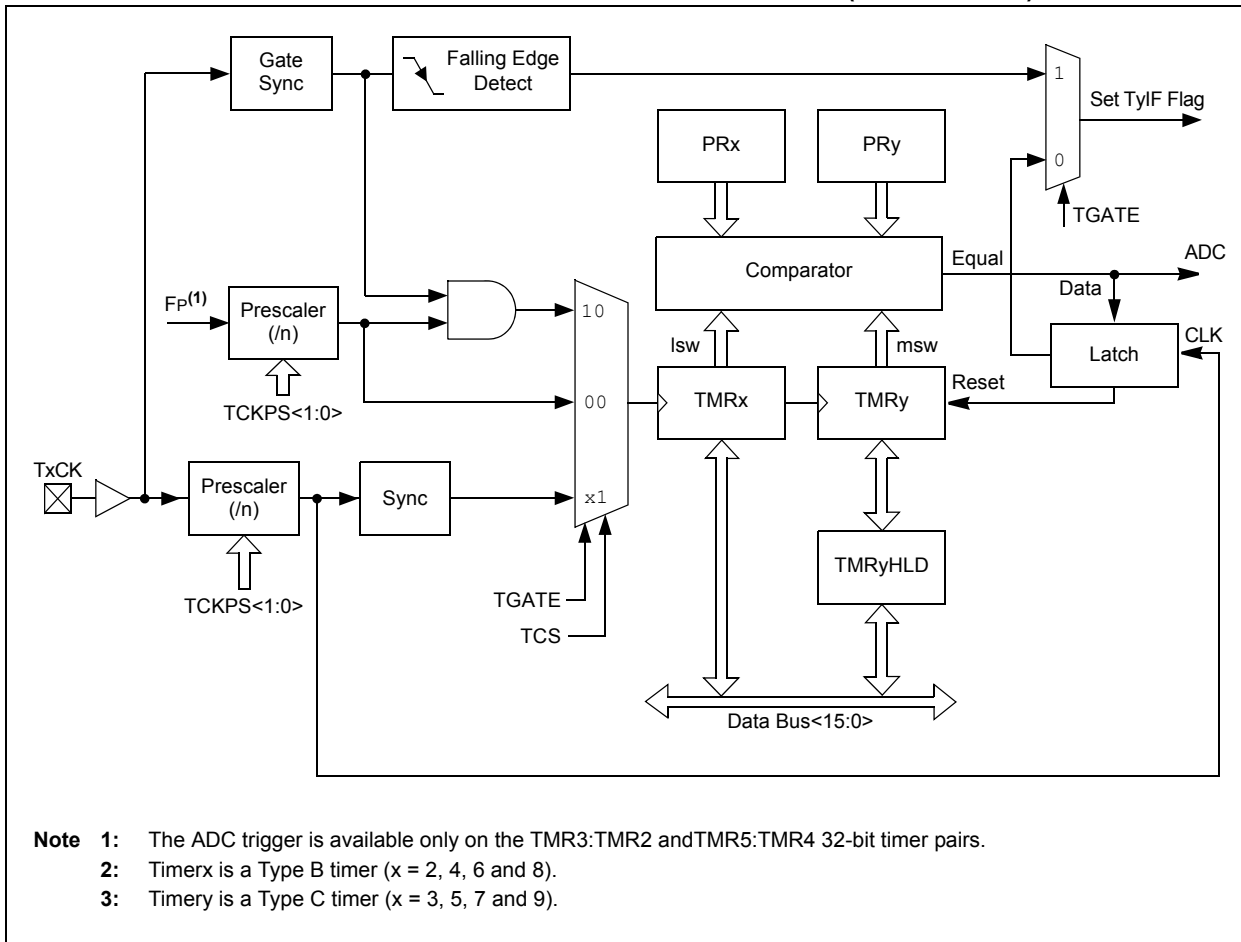 Gate
Sync
Falling Edge
Detect
1
Set TyIF Flag
PRx
PRy
0
TGATE
Comparator
Equal
ADC
Data
FP(1)
Prescaler
(/n)
10
lsw
msw
Latch
CLK
TCKPS<1:0>
00
TMRx
TMRy
Reset
TxCK
Prescaler
(/n)
Sync
x1
TMRyHLD
TCKPS<1:0>
TGATE
TCS
Data Bus<15:0>
Note 1: The ADC trigger is available only on the TMR3:TMR2 andTMR5:TMR4 32-bit timer pairs.
2: Timerx is a Type B timer (x = 2, 4, 6 and 8).
3: Timery is a Type C timer (x = 3, 5, 7 and 9).